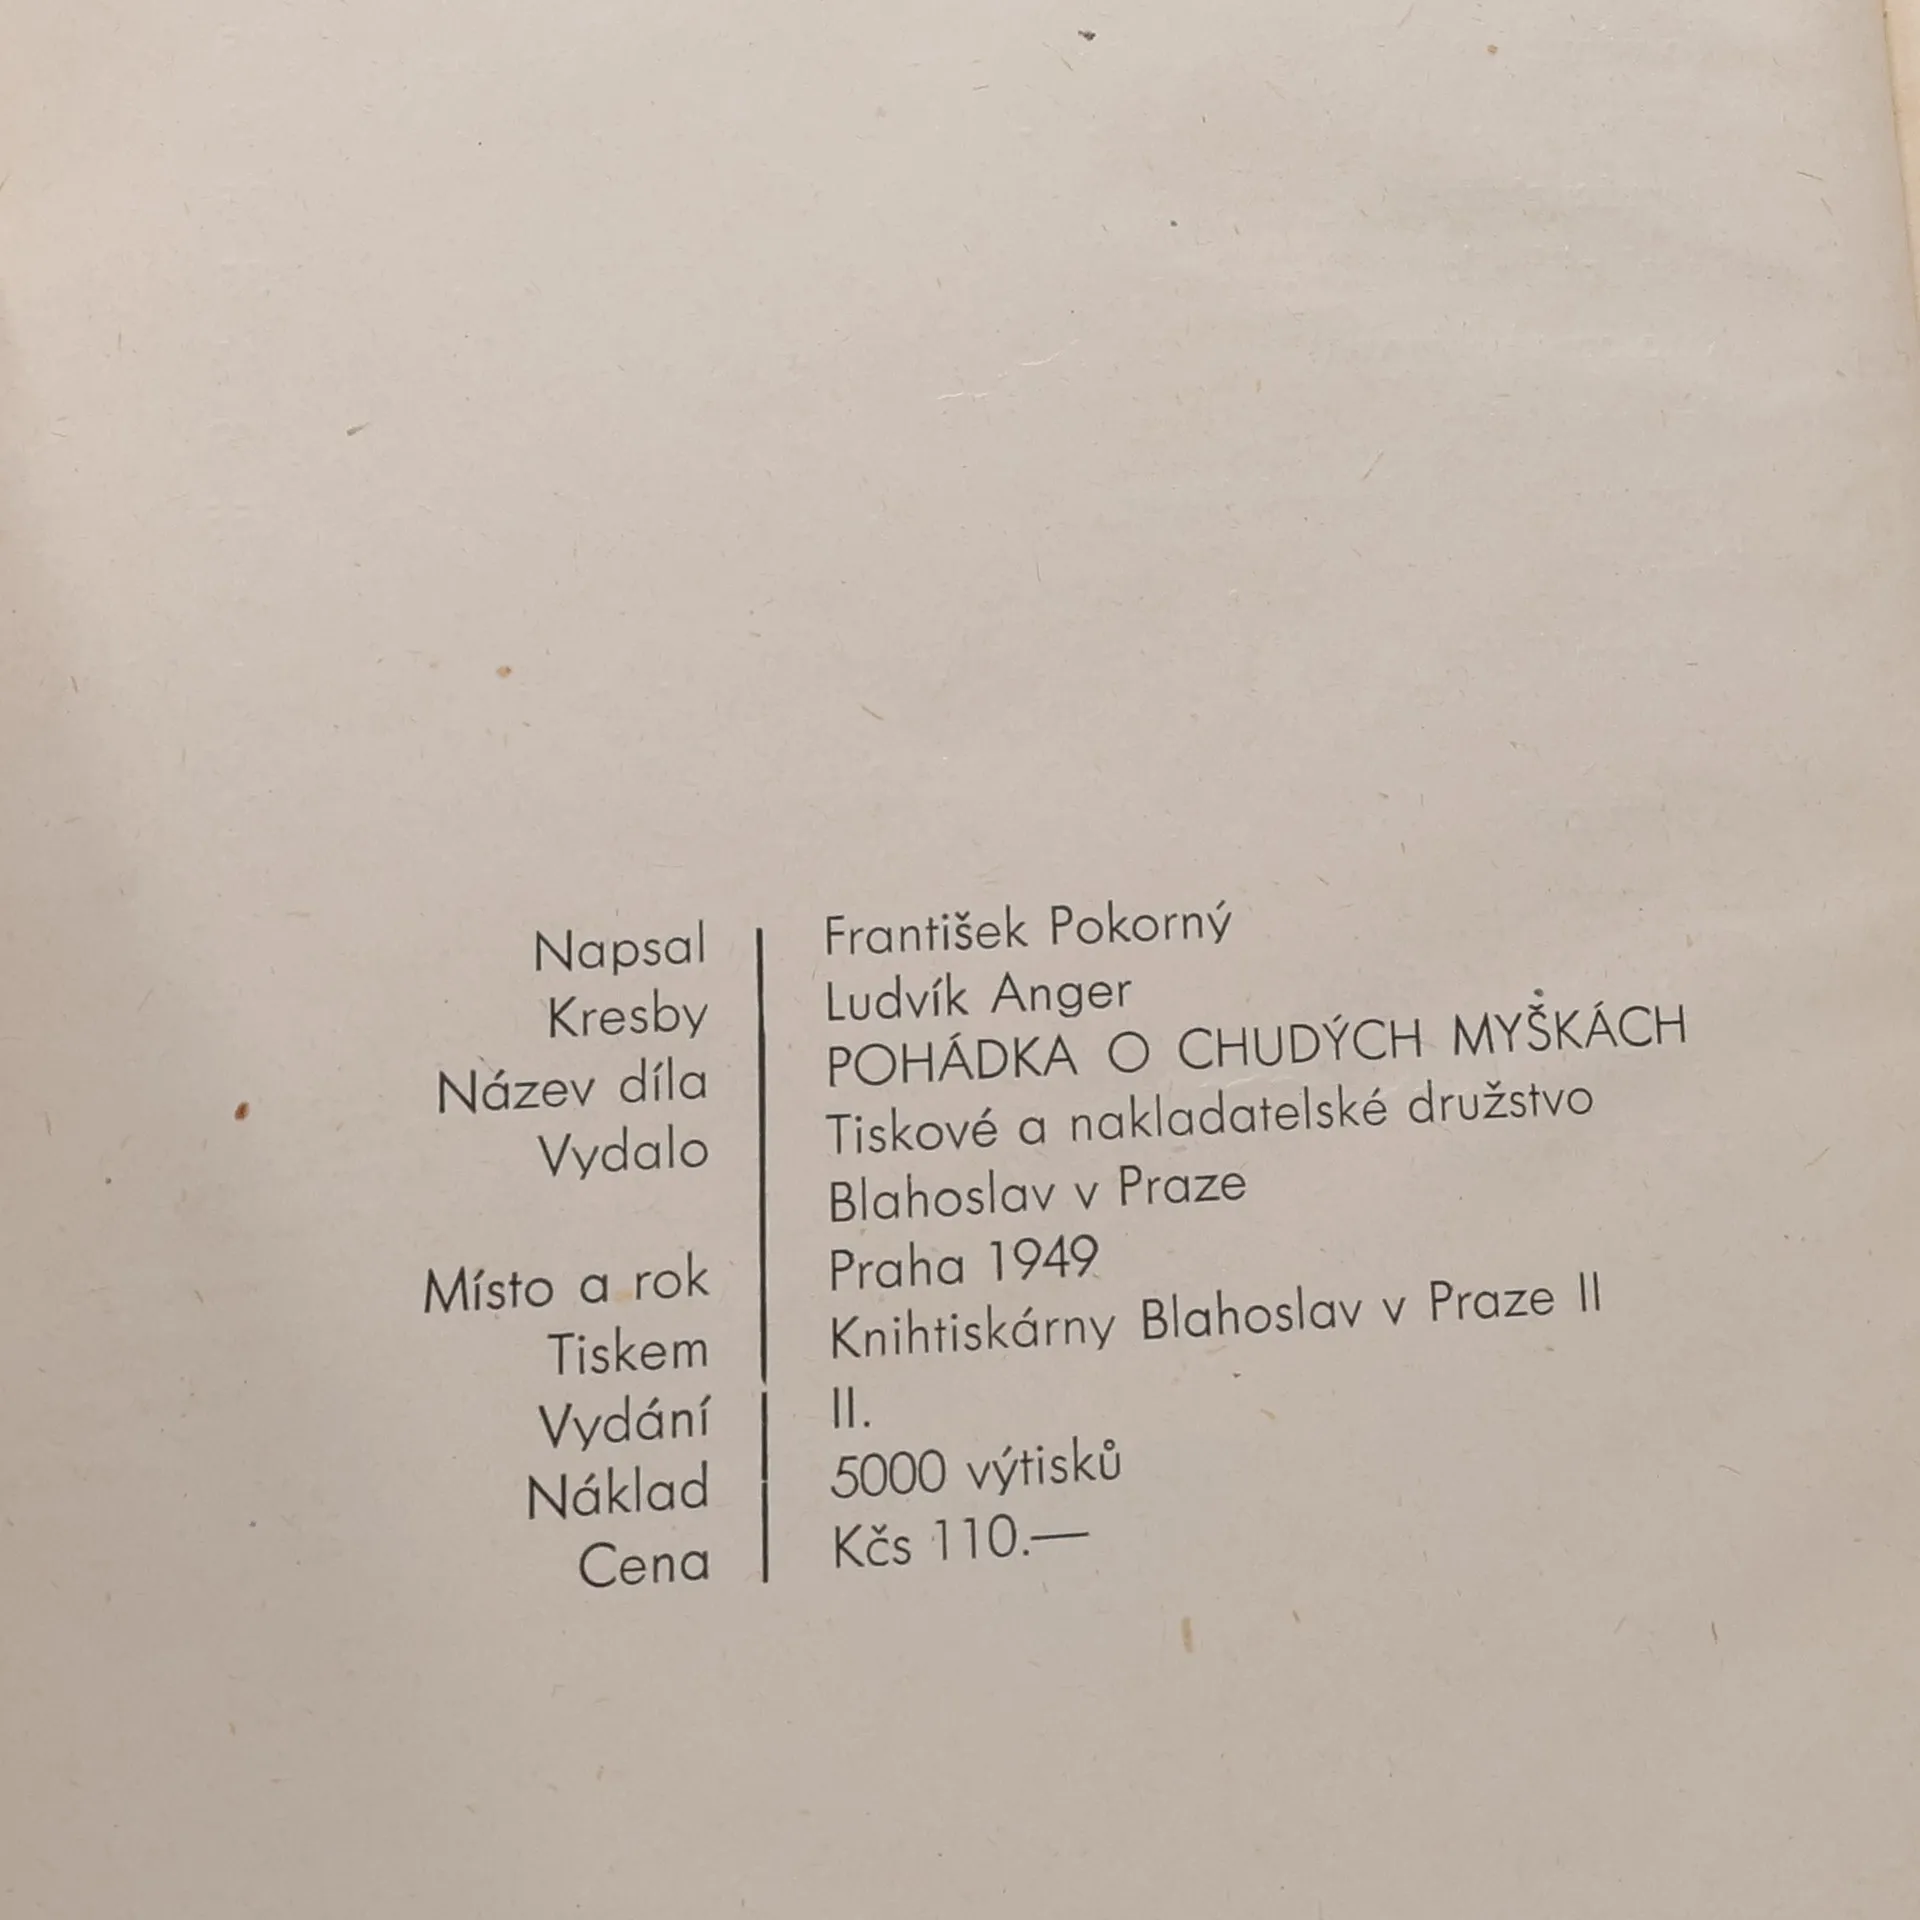 Napsal František Pokorný
Kresby Ludvík Anger
Název díla POHÁDKA O CHUDÝCH MYŠKÁCH
Vydalo Tiskové a nakladatelské družstvo
Blahoslav v Praze
Místo a rok Praha 1949
Tiskem Knihtiskárny Blahoslav v Praze II
Vydání II.
Náklad 5000 výtisků
Cena Kčs 110.—